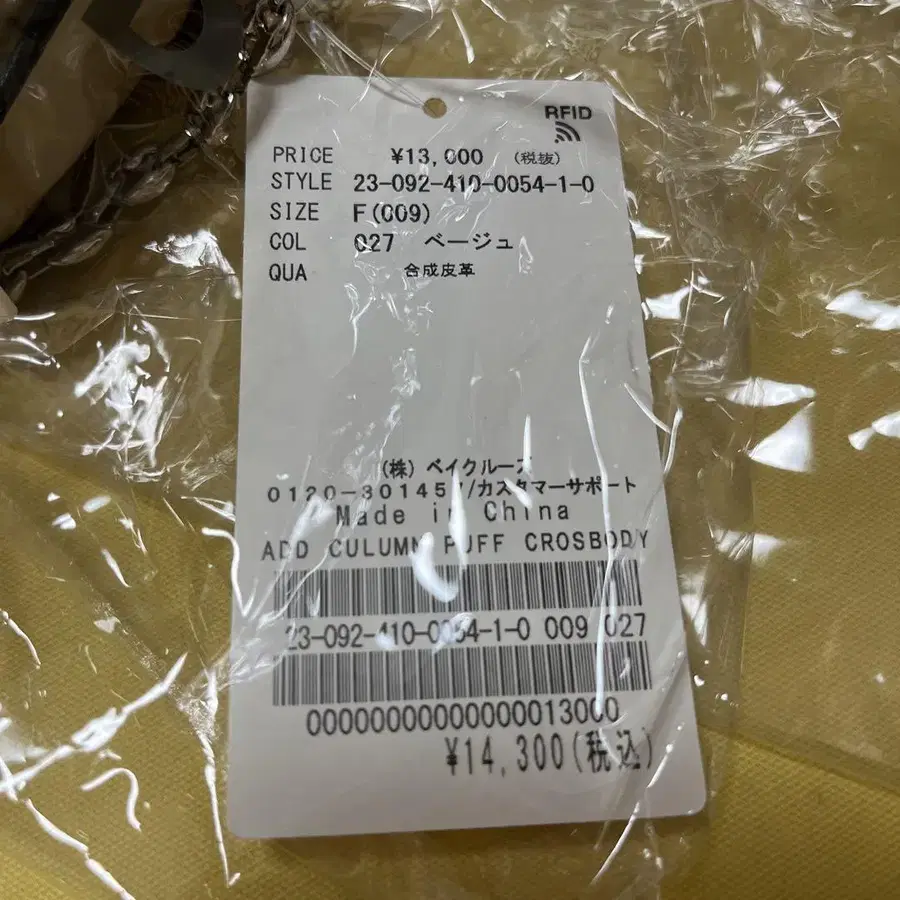 RFID
PRICE ¥13,000 (税抜)
STYLE 23-092-410-0054-1-0
SIZE F(009)
COL 027 ベージュ
QUA 合成皮革
(株) ベイクルーズ
0120-301457/カスタマーサポート
Made in China
ADD CULUMN PUFF CROSBODY
23-092-410-0054-1-0 009 027
00000000000000013000
¥14,300(税込)